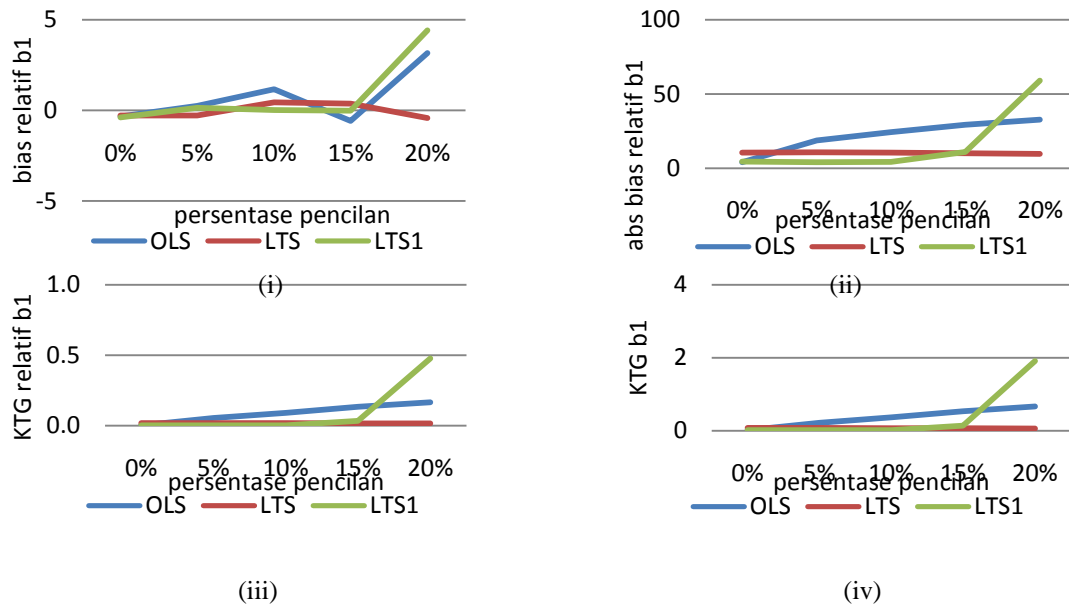 bias relatif b1
5
0
-5
0% 5% 10% 15% 20%
persentase pencilan
OLS LTS LTS1
(i)
abs bias relatif b1
100
50
0
0% 5% 10% 15% 20%
persentase pencilan
OLS LTS LTS1
(ii)
KTG relatif b1
1.0
0.5
0.0
0% 5% 10% 15% 20%
persentase pencilan
OLS LTS LTS1
(iii)
KTG b1
4
2
0
0% 5% 10% 15% 20%
persentase pencilan
OLS LTS LTS1
(iv)